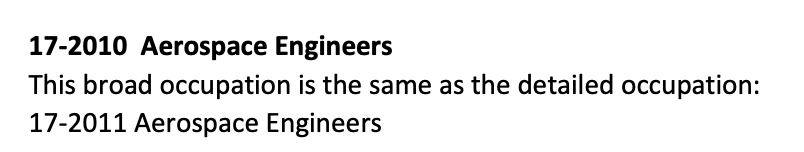 17-2010  Aerospace Engineers
This broad occupation is the same as the detailed occupation:
17-2011 Aerospace Engineers